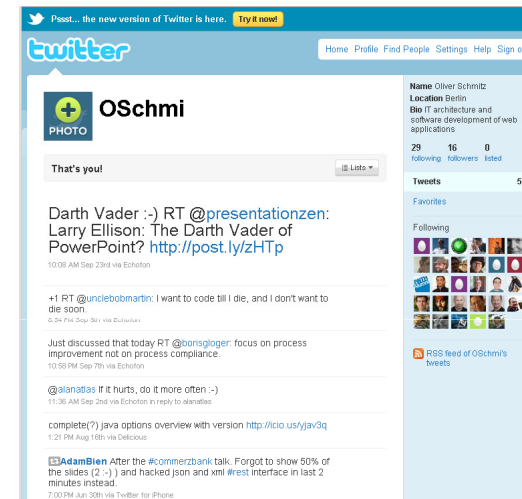 Pssst... the new version of Twitter is here. Try it now!
twitter
Home Profile Find People Settings Help Sign o
PHOTO
OSchmi
That's you!
Lists
Darth Vader :-) RT @presentationzen:
Larry Ellison: The Darth Vader of
PowerPoint? http://post.ly/zHTp
10:08 AM Sep 23rd via Echofon
+1 RT @unclebobmartin: I want to code till I die, and I don't want to
die soon.
8:34 PM Sep 9th via Echofon
Just discussed that today RT @borisgloger: focus on process
improvement not on process compliance.
10:58 PM Sep 7th via Echofon
@alanatlas If it hurts, do it more often :-)
11:36 AM Sep 2nd via Echofon in reply to alanatlas
complete(?) java options overview with version http://icio.us/yjav3q
1:21 PM Aug 16th via Delicious
AdamBien After the #commerzbank talk. Forgot to show 50% of
the slides (2 :-) ) and hacked json and xml #rest interface in last 2
minutes instead.
7:00 PM Jun 30th via Twitter for iPhone
Name Oliver Schmitz
Location Berlin
Bio IT architecture and
software development of web
applications
29 16 0
following followers listed
Tweets 5
Favorites
Following
RSS feed of OSchmi's
tweets